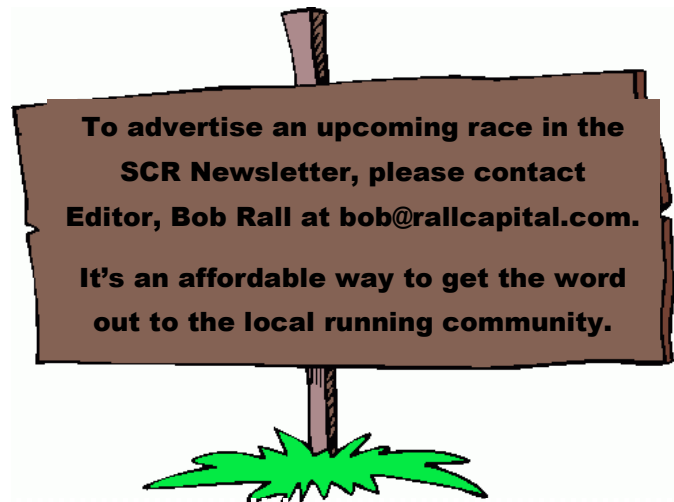 To advertise an upcoming race in the
SCR Newsletter, please contact
Editor, Bob Rall at bob@rallcapital.com.
It’s an affordable way to get the word
out to the local running community.